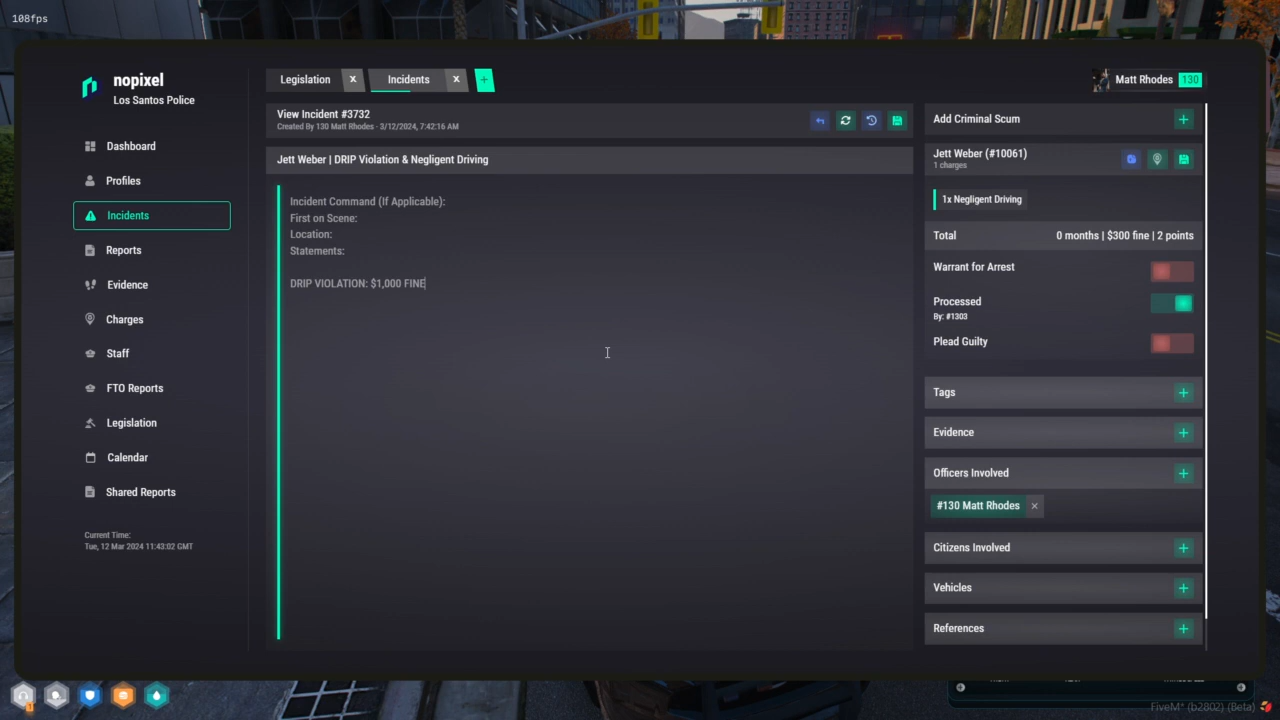 108fps
nopixel
Los Santos Police
Dashboard
Profiles
Incidents
Reports
Evidence
Charges
Staff
FTO Reports
Legislation
Calendar
Shared Reports
Current Time:
Tue, 12 Mar 2024 11:43:02 GMT
Legislation x
Incidents x
+
Matt Rhodes 130
View Incident #3732
Created By 130 Matt Rhodes · 3/12/2024, 7:42:16 AM
Jett Weber | DRIP Violation & Negligent Driving
Incident Command (If Applicable):
First on Scene:
Location:
Statements:
DRIP VIOLATION: $1,000 FINE
Add Criminal Scum +
Jett Weber (#10061)
1 charges
1x Negligent Driving
Total 0 months | $300 fine | 2 points
Warrant for Arrest
Processed
By: #1303
Plead Guilty
Tags +
Evidence +
Officers Involved +
#130 Matt Rhodes ×
Citizens Involved +
Vehicles +
References +
1
FiveM* (b2802) (Beta)